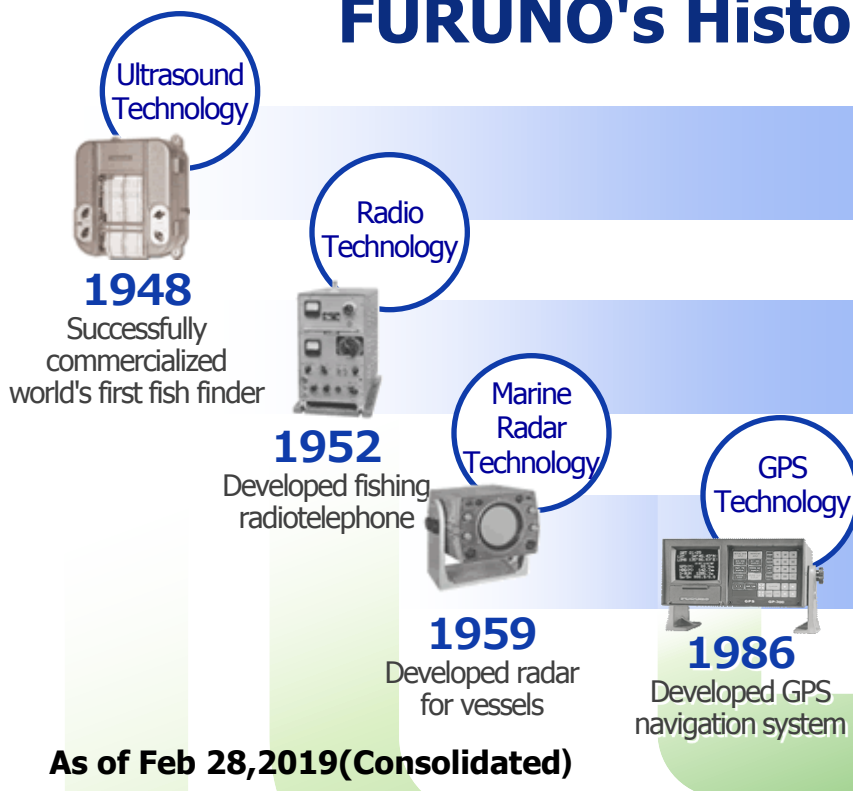 FURUNO's Histo
Ultrasound
Technology
1948
Successfully
commercialized
world's first fish finder
Radio
Technology
1952
Developed fishing
radiotelephone
Marine
Radar
Technology
1959
Developed radar
for vessels
GPS
Technology
1986
Developed GPS
navigation system
As of Feb 28,2019(Consolidated)